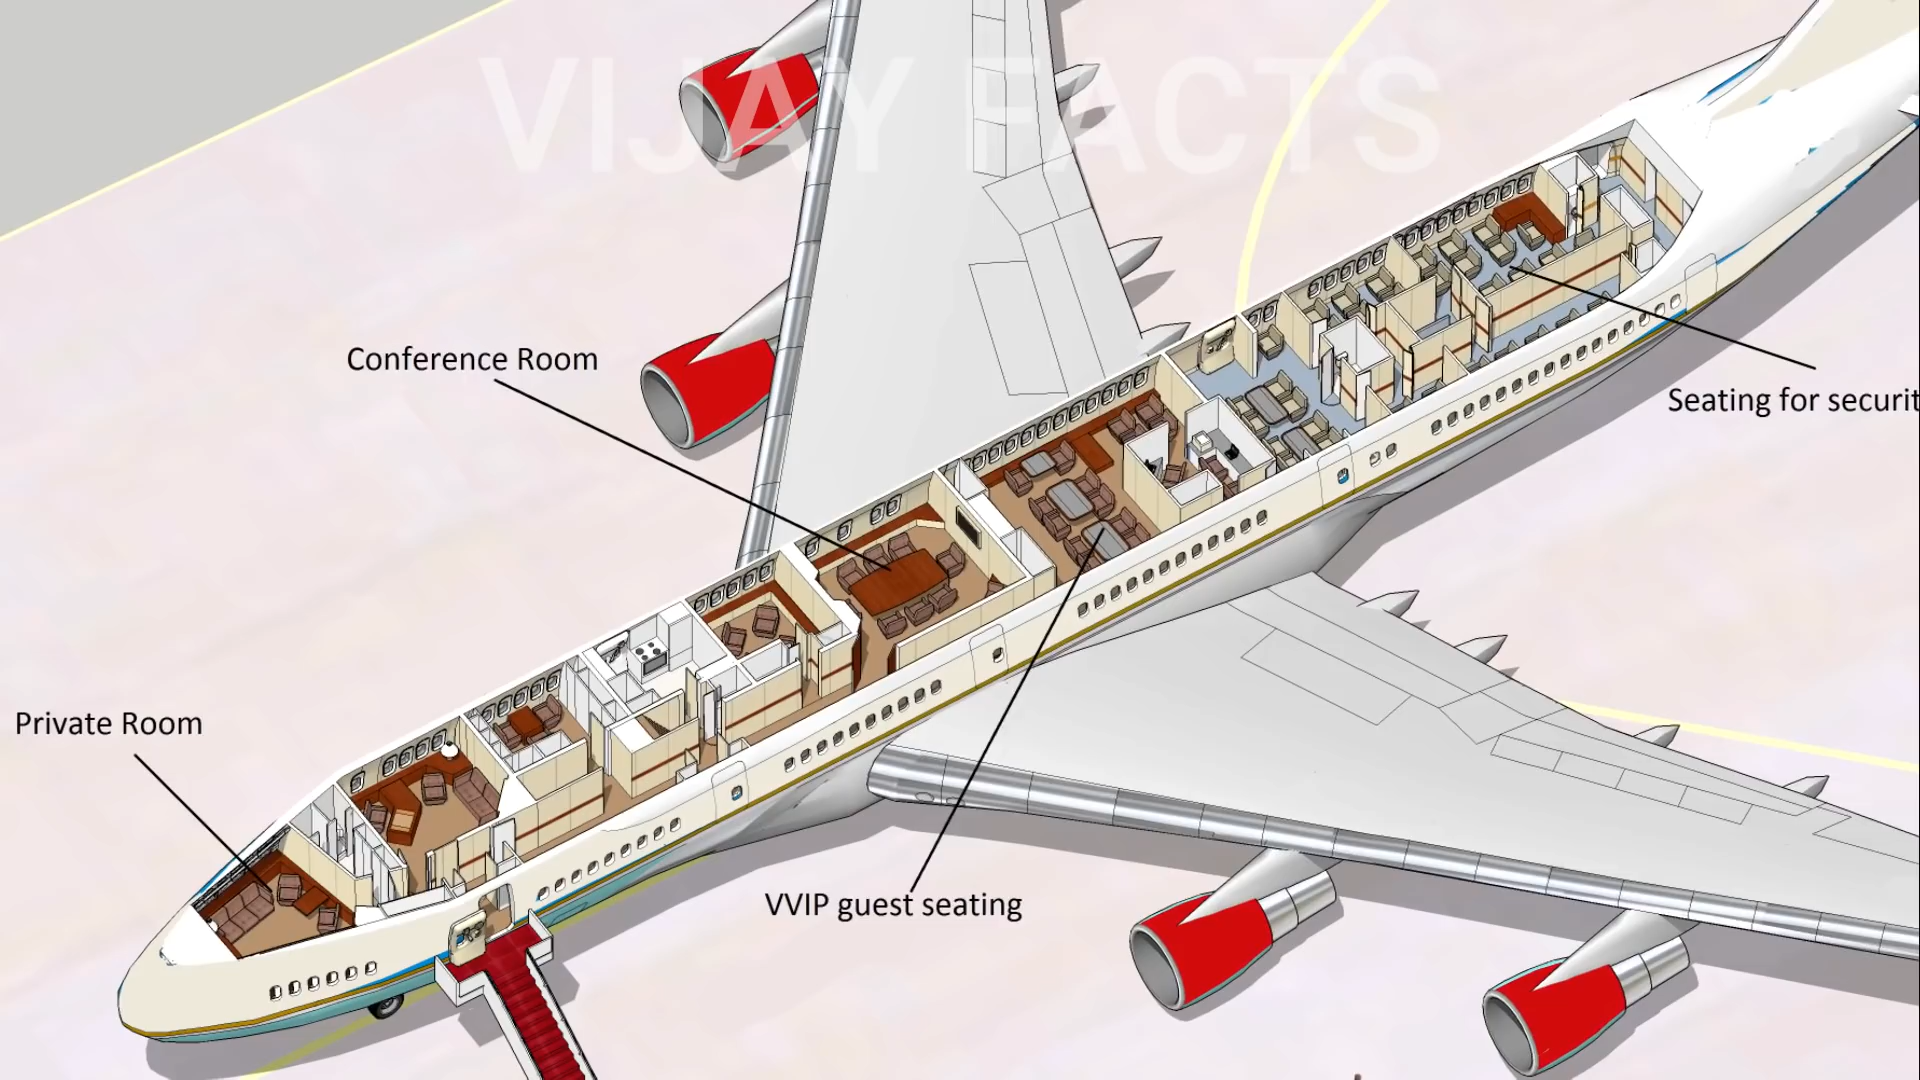 VIJAY FACTS
Conference Room
Seating for securit
Private Room
VVIP guest seating